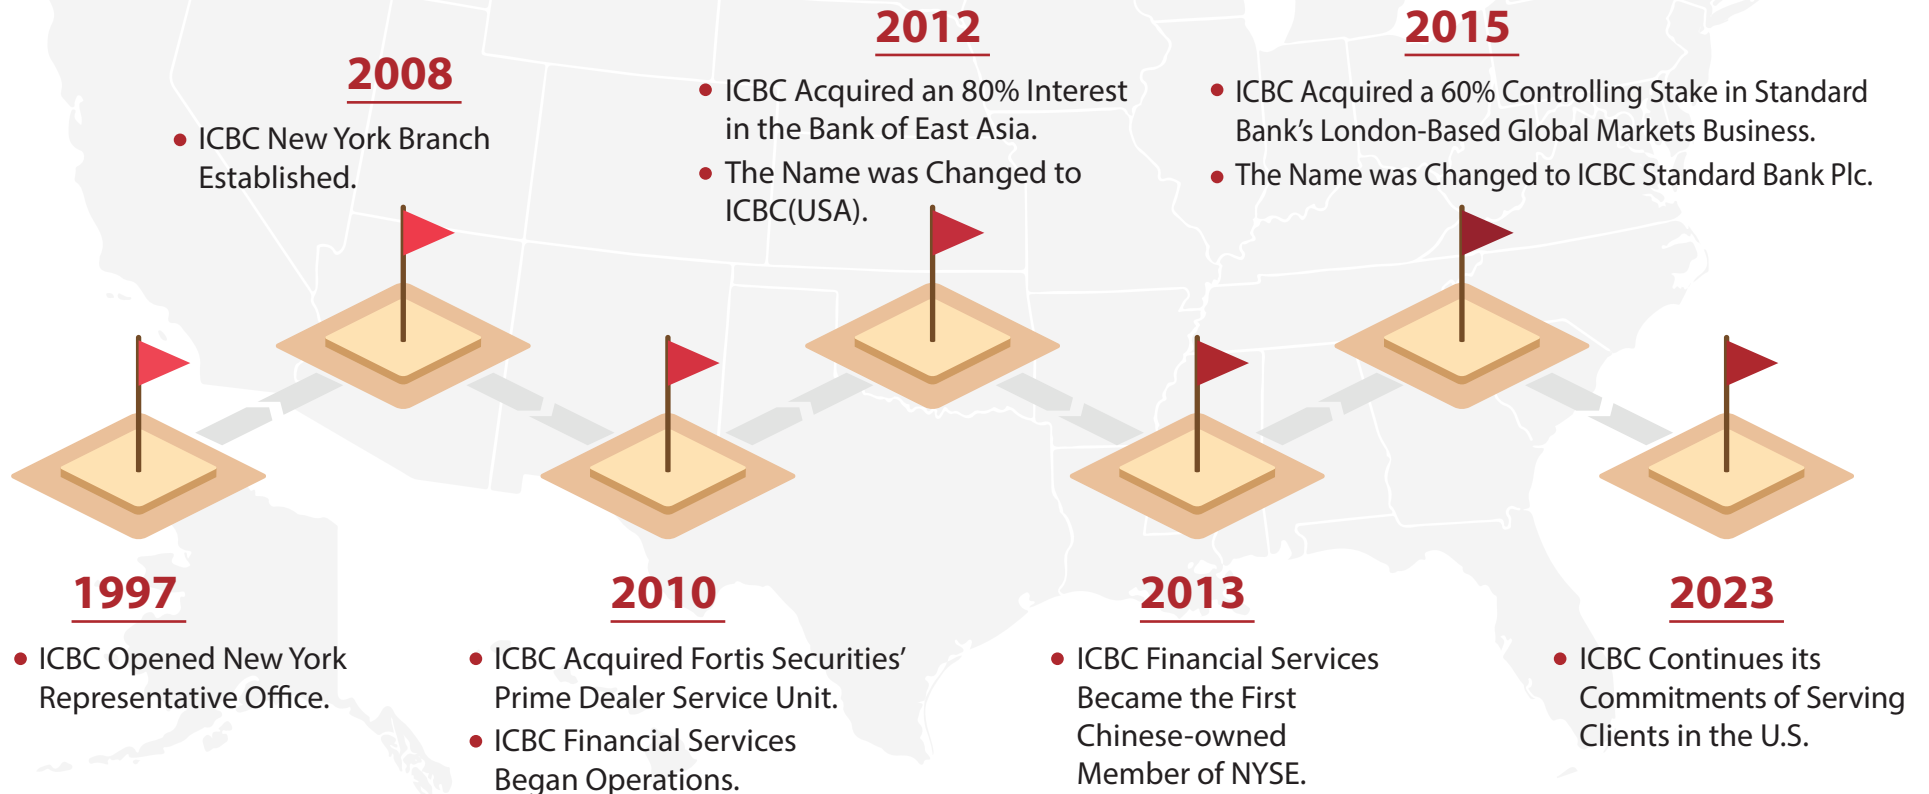 1997
ICBC Opened New York
Representative Office.
2008
ICBC New York Branch
Established.
2010
ICBC Acquired Fortis Securities’
Prime Dealer Service Unit.
ICBC Financial Services
Began Operations.
2012
ICBC Acquired an 80% Interest
in the Bank of East Asia.
The Name was Changed to
ICBC(USA).
2013
ICBC Financial Services
Became the First
Chinese-owned
Member of NYSE.
2015
ICBC Acquired a 60% Controlling Stake in Standard
Bank’s London-Based Global Markets Business.
The Name was Changed to ICBC Standard Bank Plc.
2023
ICBC Continues its
Commitments of Serving
Clients in the U.S.